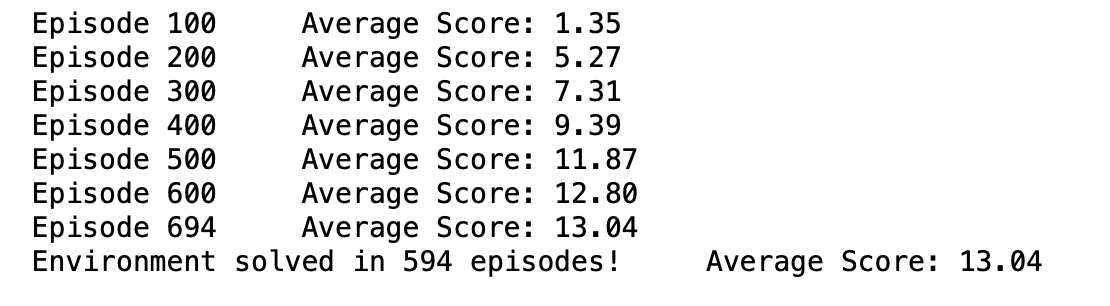 Episode 100     Average Score: 1.35
Episode 200     Average Score: 5.27
Episode 300     Average Score: 7.31
Episode 400     Average Score: 9.39
Episode 500     Average Score: 11.87
Episode 600     Average Score: 12.80
Episode 694     Average Score: 13.04
Environment solved in 594 episodes!     Average Score: 13.04